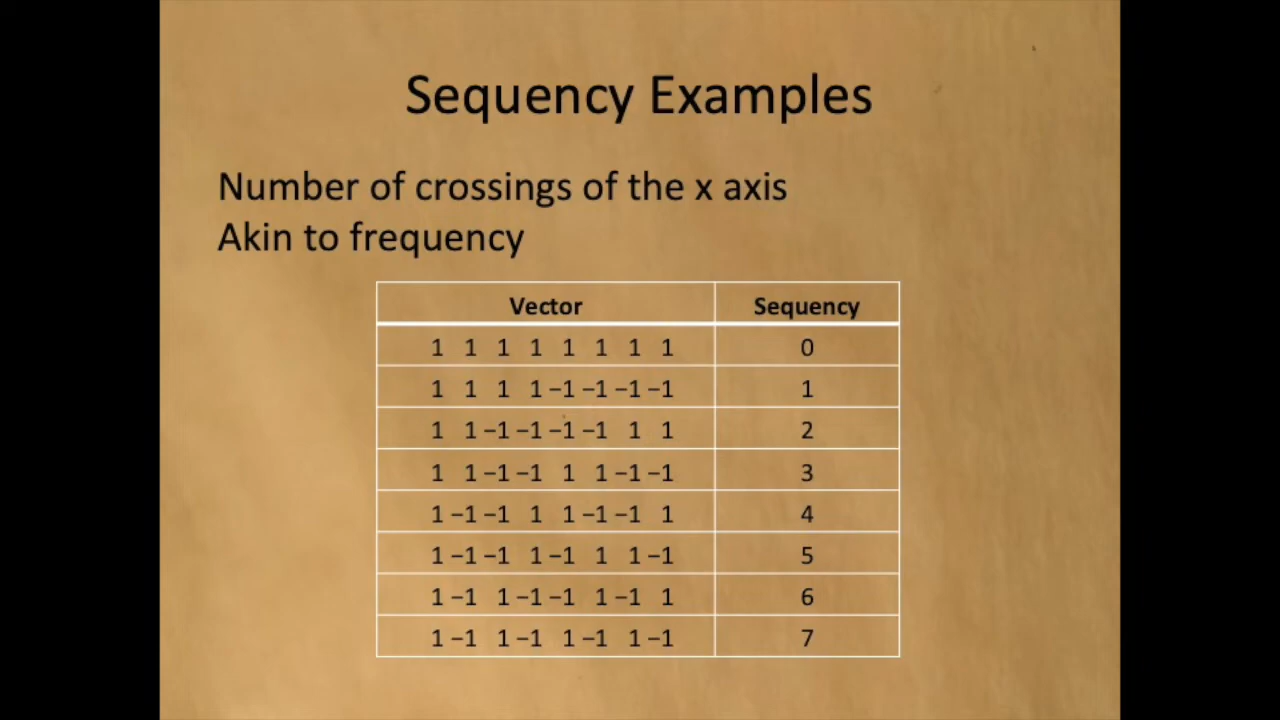 Sequency Examples
Number of crossings of the x axis
Akin to frequency
Vector Sequency
1 1 1 1 1 1 1 1 0
1 1 1 1 −1 −1 −1 −1 1
1 1 −1 −1 −1 −1 1 1 2
1 1 −1 −1 1 1 −1 −1 3
1 −1 −1 1 1 −1 −1 1 4
1 −1 −1 1 −1 1 1 −1 5
1 −1 1 −1 −1 1 −1 1 6
1 −1 1 −1 1 −1 1 −1 7